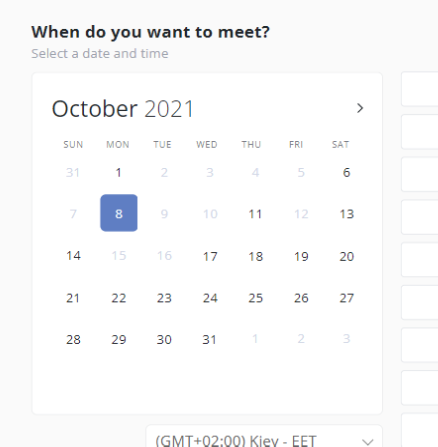 When do you want to meet?
Select a date and time
October 2021
SUN MON TUE WED THU FRI SAT
31 1 2 3 4 5 6
7 8 9 10 11 12 13
14 15 16 17 18 19 20
21 22 23 24 25 26 27
28 29 30 31 1 2 3
(GMT+02:00) Kiev - EET